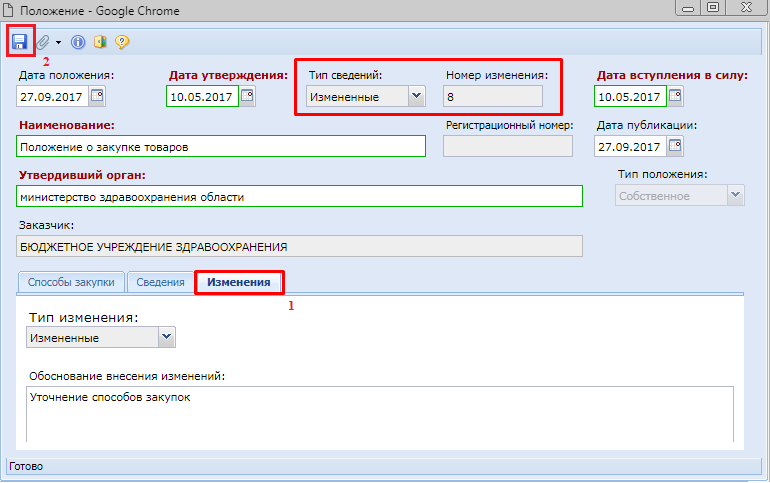 Положение - Google Chrome
2
Дата положения: Дата утверждения: Тип сведений: Номер изменения: Дата вступления в силу:
27.09.2017 10.05.2017 Измененные 8 10.05.2017
Наименование: Регистрационный номер: Дата публикации:
Положение о закупке товаров 27.09.2017
Утвердивший орган: Тип положения:
министерство здравоохранения области Собственное
Заказчик:
БЮДЖЕТНОЕ УЧРЕЖДЕНИЕ ЗДРАВООХРАНЕНИЯ
Способы закупки Сведения Изменения
1
Тип изменения:
Измененные
Обоснование внесения изменений:
Уточнение способов закупок
Готово